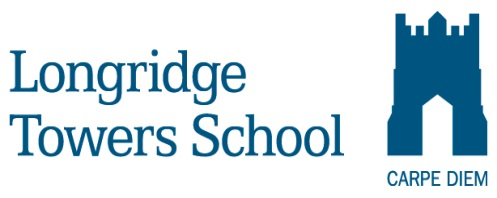 Longridge
Towers School
CARPE DIEM